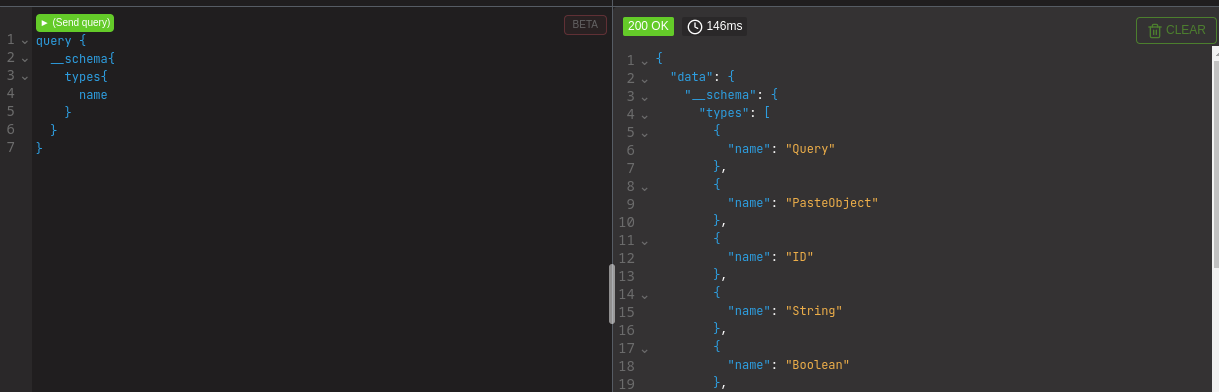 ► (Send query)
BETA
1 query {
2 __schema{
3 types{
4 name
5 }
6 }
7 }
200 OK
146ms
CLEAR
1 {
2 "data": {
3 "__schema": {
4 "types": [
5 {
6 "name": "Query"
7 },
8 {
9 "name": "PasteObject"
10 },
11 {
12 "name": "ID"
13 },
14 {
15 "name": "String"
16 },
17 {
18 "name": "Boolean"
19 },